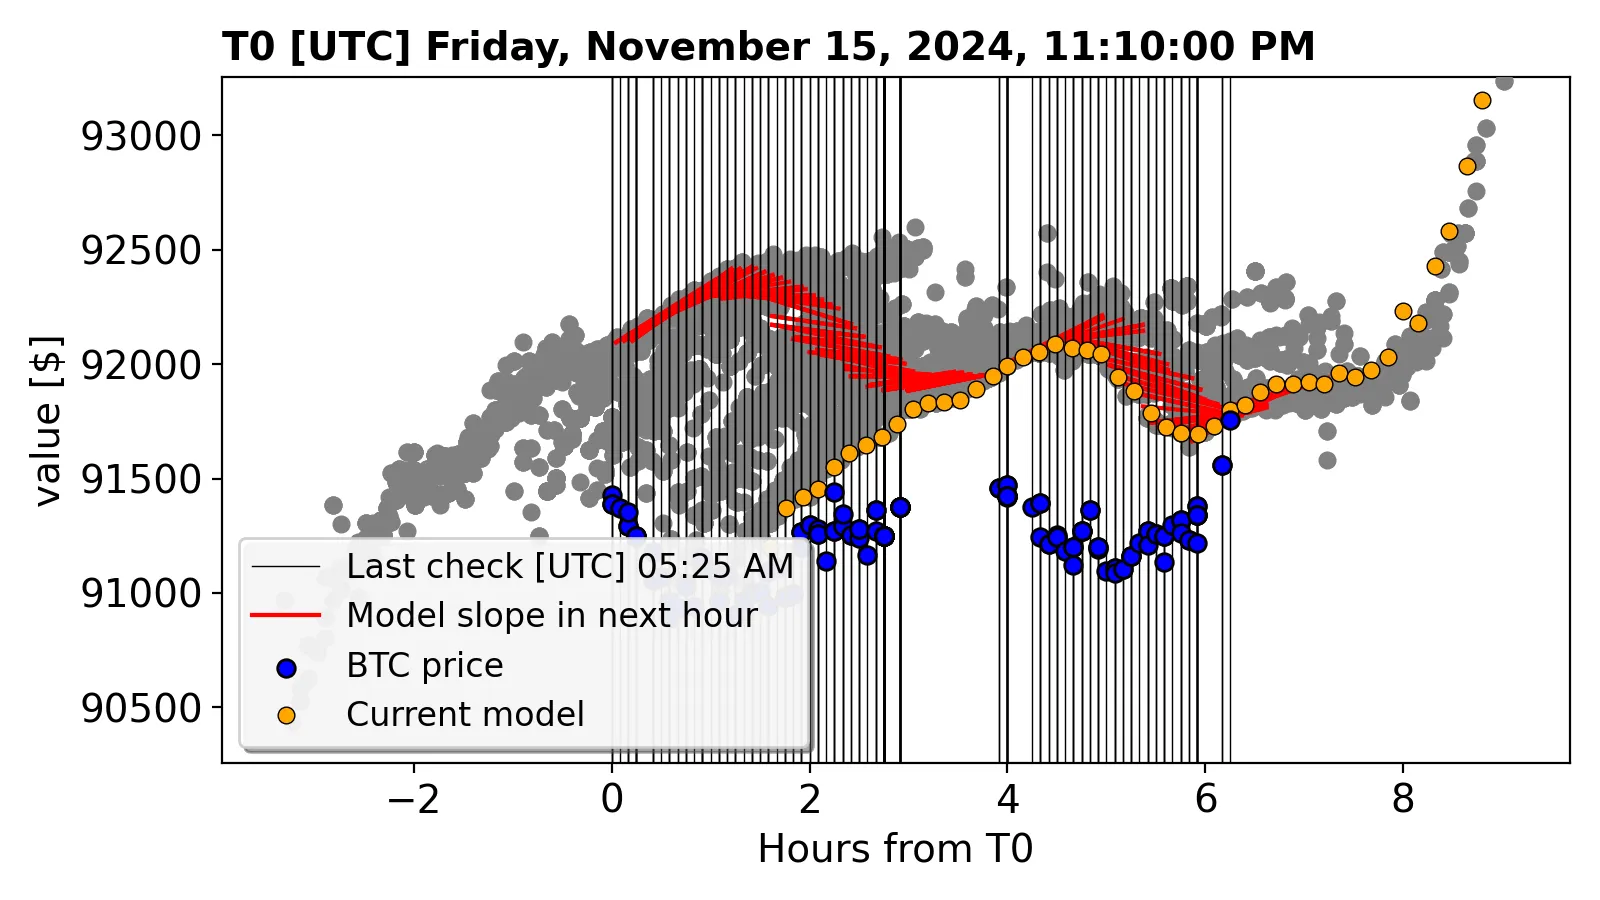 T0 [UTC] Friday, November 15, 2024, 11:10:00 PM
93000
92500
92000
91500
91000
90500
value [$]
Last check [UTC] 05:25 AM
Model slope in next hour
BTC price
Current model
−2 0 2 4 6 8
Hours from T0